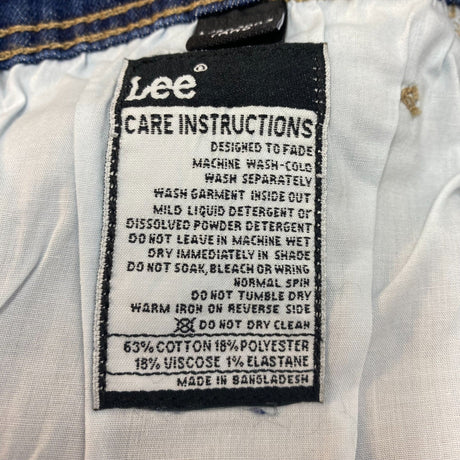 Lee®
CARE INSTRUCTIONS
DESIGNED TO FADE
MACHINE WASH-COLD
WASH SEPARATELY
WASH GARMENT INSIDE OUT
MILD LIQUID DETERGENT or
DISSOLVED POWDER DETERGENT
DO NOT LEAVE IN MACHINE WET
DRY IMMEDIATELY IN SHADE
DO NOT SOAK,BLEACH OR WRING
NORMAL SPIN
DO NOT TUMBLE DRY
WARM IRON ON REVERSE SIDE
DO NOT DRY CLEAN
63% COTTON 18% POLYESTER
18% VISCOSE 1% ELASTANE
MADE IN BANGLADESH